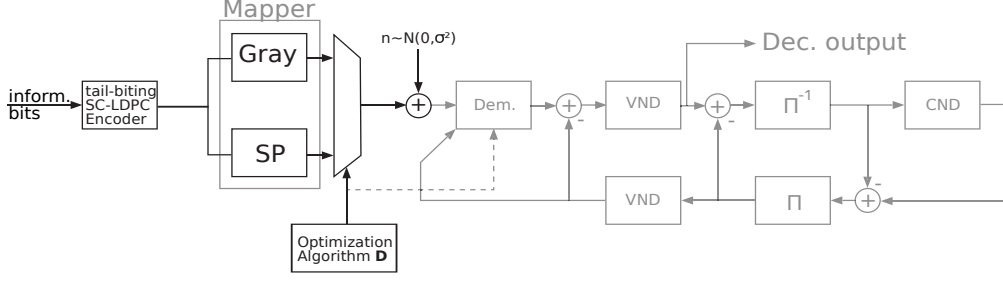 Mapper
Gray
n~N(0,σ²)
Dec. output
inform.
bits
tail-biting
SC-LDPC
Encoder
+
Dem.
+
-
VND
+
-
Π⁻¹
CND
SP
VND
Π
-
+
Optimization
Algorithm D